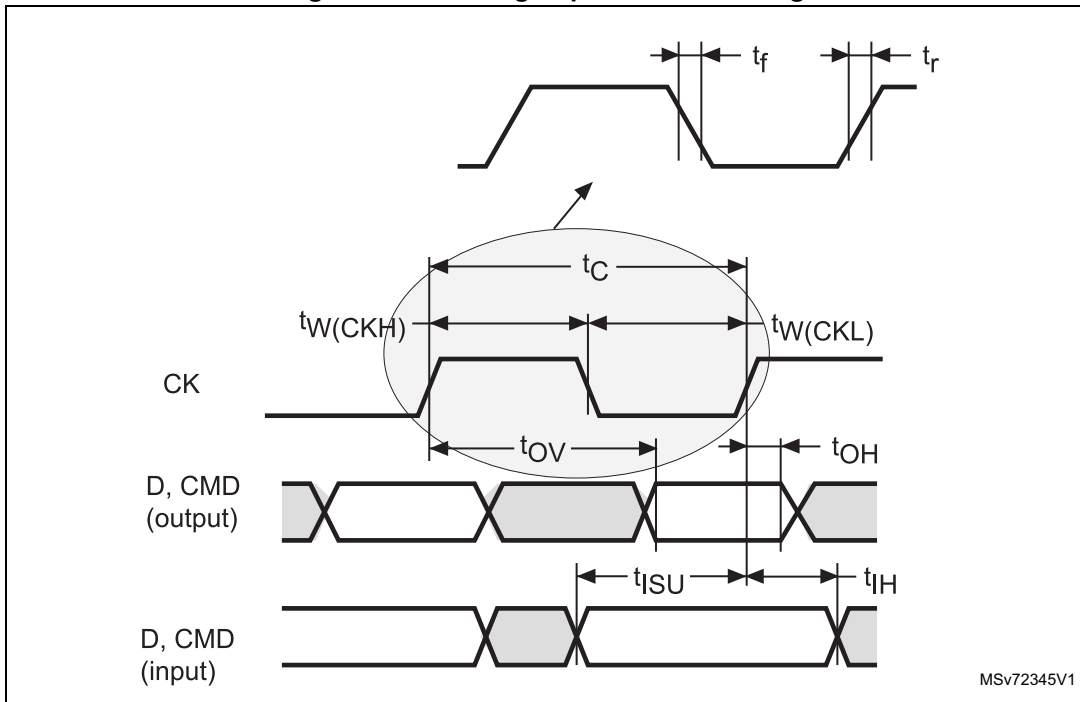 tf
tr
tC
tW(CKH)
tW(CKL)
CK
tOV
tOH
D, CMD
(output)
tISU
tIH
D, CMD
(input)
MSv72345V1